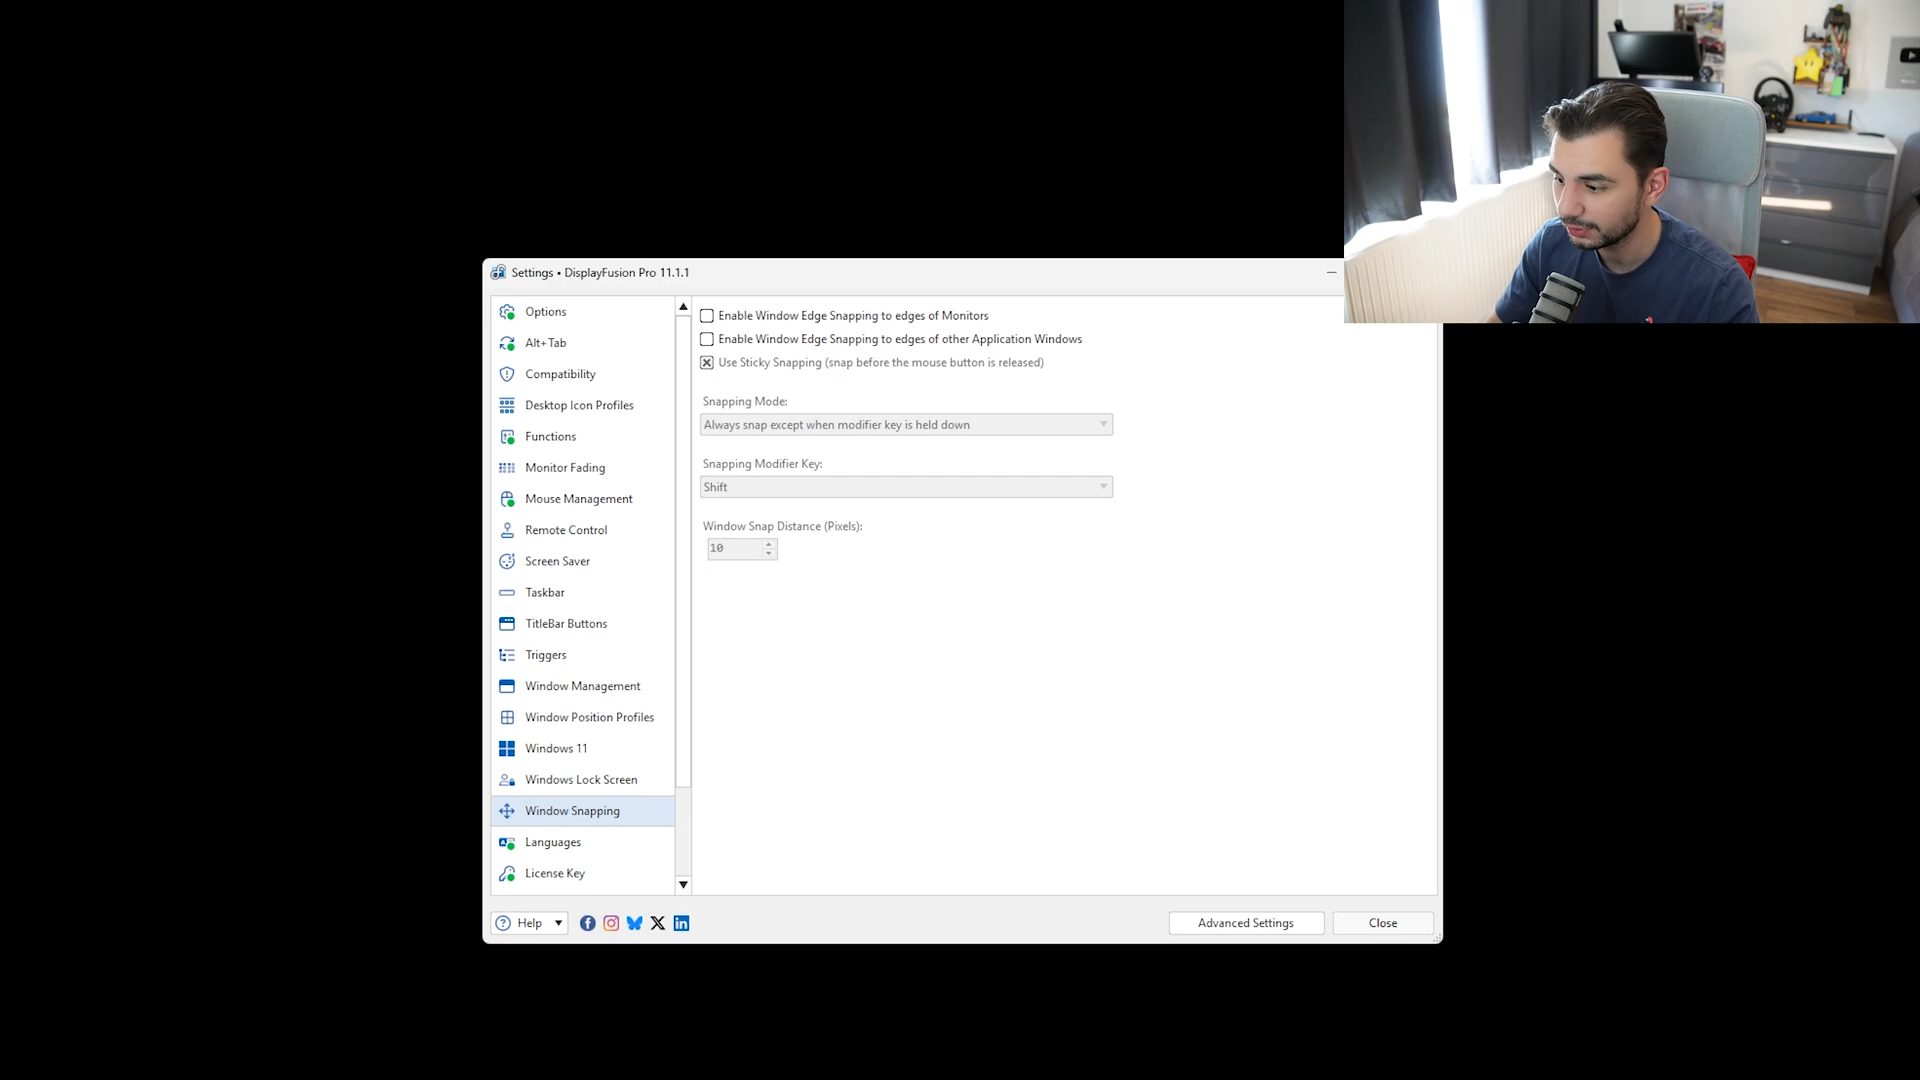 Settings • DisplayFusion Pro 11.1.1
Options
Alt+Tab
Compatibility
Desktop Icon Profiles
Functions
Monitor Fading
Mouse Management
Remote Control
Screen Saver
Taskbar
TitleBar Buttons
Triggers
Window Management
Window Position Profiles
Windows 11
Windows Lock Screen
Window Snapping
Languages
License Key
Enable Window Edge Snapping to edges of Monitors
Enable Window Edge Snapping to edges of other Application Windows
Use Sticky Snapping (snap before the mouse button is released)
Snapping Mode:
Always snap except when modifier key is held down
Snapping Modifier Key:
Shift
Window Snap Distance (Pixels):
10
Help
Advanced Settings
Close